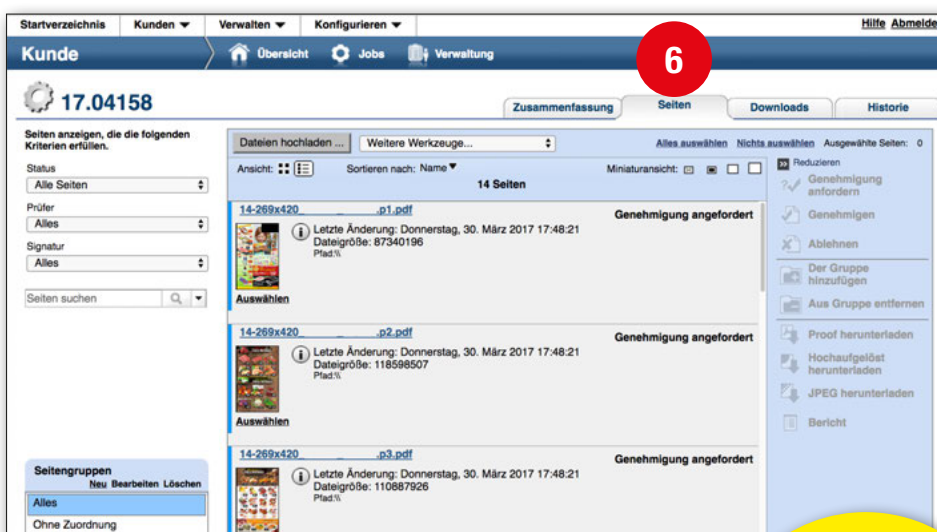 Startverzeichnis Kunden Verwalten Konfigurieren Hilfe Abmelde
Kunde Übersicht Jobs Verwaltung
6
17.04158
Zusammenfassung Seiten Downloads Historie
Seiten anzeigen, die die folgenden
Kriterien erfüllen.
Status
Alle Seiten
Prüfer
Alles
Signatur
Alles
Seiten suchen
Seitengruppen
Neu Bearbeiten Löschen
Alles
Ohne Zuordnung
Dateien hochladen ... Weitere Werkzeuge... Alles auswählen Nichts auswählen Ausgewählte Seiten: 0
Ansicht: Sortieren nach: Name Miniaturansicht:
14 Seiten
14-269x420_ _ .p1.pdf
Genehmigung angefordert
Letzte Änderung: Donnerstag, 30. März 2017 17:48:21
Dateigröße: 87340196
Pfad:\\
Auswählen
14-269x420_ _ .p2.pdf
Genehmigung angefordert
Letzte Änderung: Donnerstag, 30. März 2017 17:48:21
Dateigröße: 118598507
Pfad:\\
Auswählen
14-269x420_ _ .p3.pdf
Genehmigung angefordert
Letzte Änderung: Donnerstag, 30. März 2017 17:48:21
Dateigröße: 110887926
Pfad:\\
Reduzieren
Genehmigung
anfordern
Genehmigen
Ablehnen
Der Gruppe
hinzufügen
Aus Gruppe entfernen
Proof herunterladen
Hochaufgelöst
herunterladen
JPEG herunterladen
Bericht